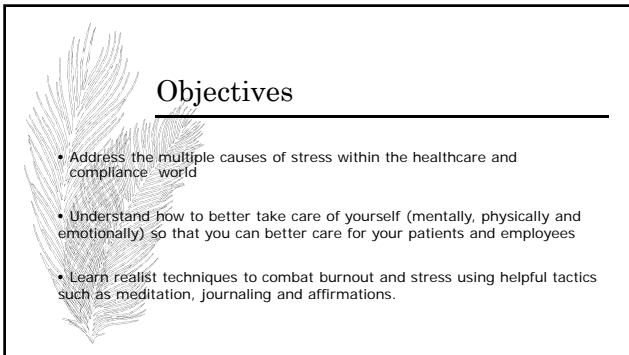 Objectives
• Address the multiple causes of stress within the healthcare and
compliance world
• Understand how to better take care of yourself (mentally, physically and
emotionally) so that you can better care for your patients and employees
• Learn realist techniques to combat burnout and stress using helpful tactics
such as meditation, journaling and affirmations.